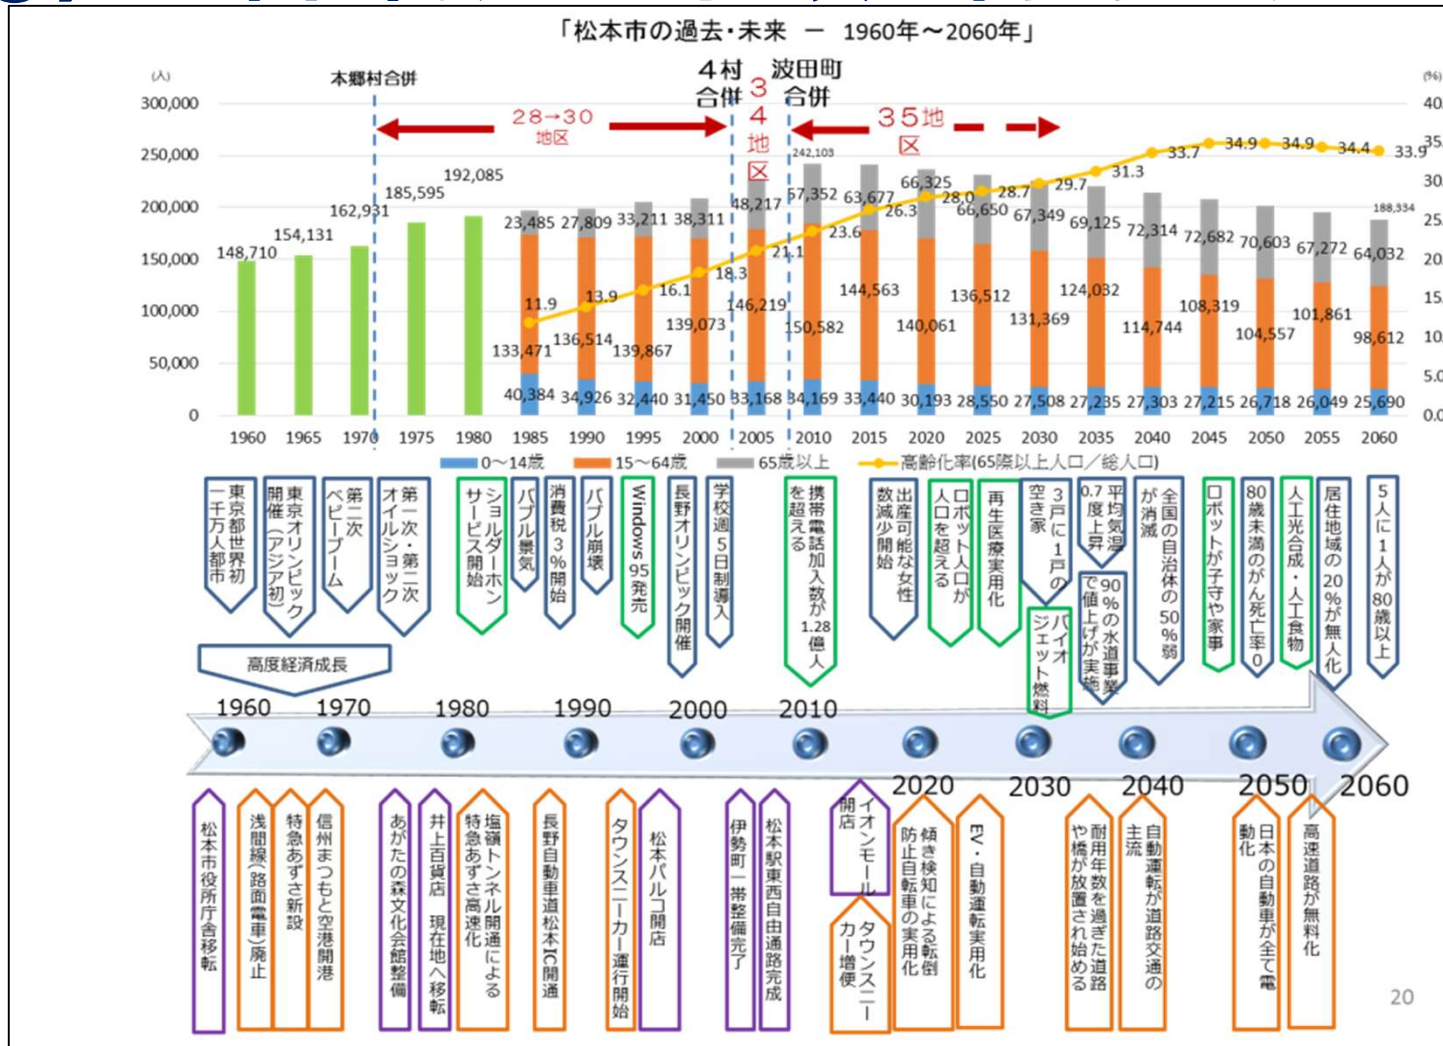 「松本市の過去・未来 － 1960年～2060年」
(人)
本郷村合併
4村
合併
波田町
合併
(%)
28→30
地区
3
4
地
区
35地
区
300,000
250,000
200,000
150,000
100,000
50,000
0
40.
35.
30.
25.
20.
15.
10.
5.0
0.0
148,710
154,131
162,931
185,595
192,085
242,103
188,334
23,485 27,809 33,211 38,311 48,217 57,352 63,677 66,325 66,650 67,349 69,125 72,314 72,682 70,603 67,272 64,032
11.9 13.9 16.1 18.3 21.1 23.6 26.3 28.0 28.7 29.7 31.3 33.7 34.9 34.9 34.4 33.9
133,471 136,514 139,867 139,073 146,219 150,582 144,563 140,061 136,512 131,369 124,032 114,744 108,319 104,557 101,861 98,612
40,384 34,926 32,440 31,450 33,168 34,169 33,440 30,193 28,550 27,508 27,235 27,303 27,215 26,718 26,049 25,690
1960 1965 1970 1975 1980 1985 1990 1995 2000 2005 2010 2015 2020 2025 2030 2035 2040 2045 2050 2055 2060
0～14歳 15～64歳 65歳以上 高齢化率(65際以上人口／総人口)
東京都世界初
一千万人都市
東京オリンピック
開催（アジア初）
第二次
ベビーブーム
第一次・第二次
オイルショック
ショルダーホン
サービス開始
バブル景気
消費税3%開始
バブル崩壊
Windows95発売
長野オリンピック開催
学校週5日制導入
携帯電話加入数が1.28億人
を超える
出産可能な女性
数減少開始
ロボット人口が
人口を超える
再生医療実用化
3戸に1戸の
空き家
バイオ
ジェット燃料
平均気温
0.7度上昇
90%の水道事業
で値上げが実施
全国の自治体の50%弱
が消滅
ロボットが子守や家事
80歳未満のがん死亡率0
人工光合成・人工食物
居住地域の20%が無人化
5人に1人が80歳以上
高度経済成長
1960 1970 1980 1990 2000 2010
2020 2030 2040 2050 2060
松本市役所庁舎移転
浅間線（路面電車）廃止
特急あずさ新設
信州まつもと空港開港
あがたの森文化会館整備
井上百貨店 現在地へ移転
塩嶺トンネル開通による
特急あずさ高速化
長野自動車道松本IC開通
タウンスニーカー運行開始
松本パルコ開店
伊勢町一帯整備完了
松本駅東西自由通路完成
イオンモール
開店
タウンスニー
カー増便
傾き検知による転倒
防止自転車の実用化
EV・自動運転実用化
耐用年数を過ぎた道路
や橋が放置され始める
自動運転が道路交通の
主流
日本の自動車が全て電
動化
高速道路が無料化
20